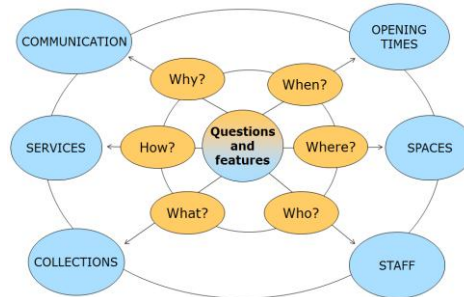 COMMUNICATION
OPENING
TIMES
Why?
When?
SERVICES
How?
Questions
and
features
Where?
SPACES
What?
Who?
COLLECTIONS
STAFF